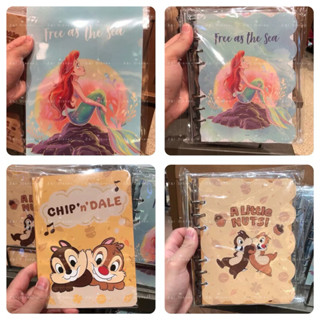 Free as the Sea
Free as the Sea
CHIP'n'DALE
A LITTLE
NUTS!